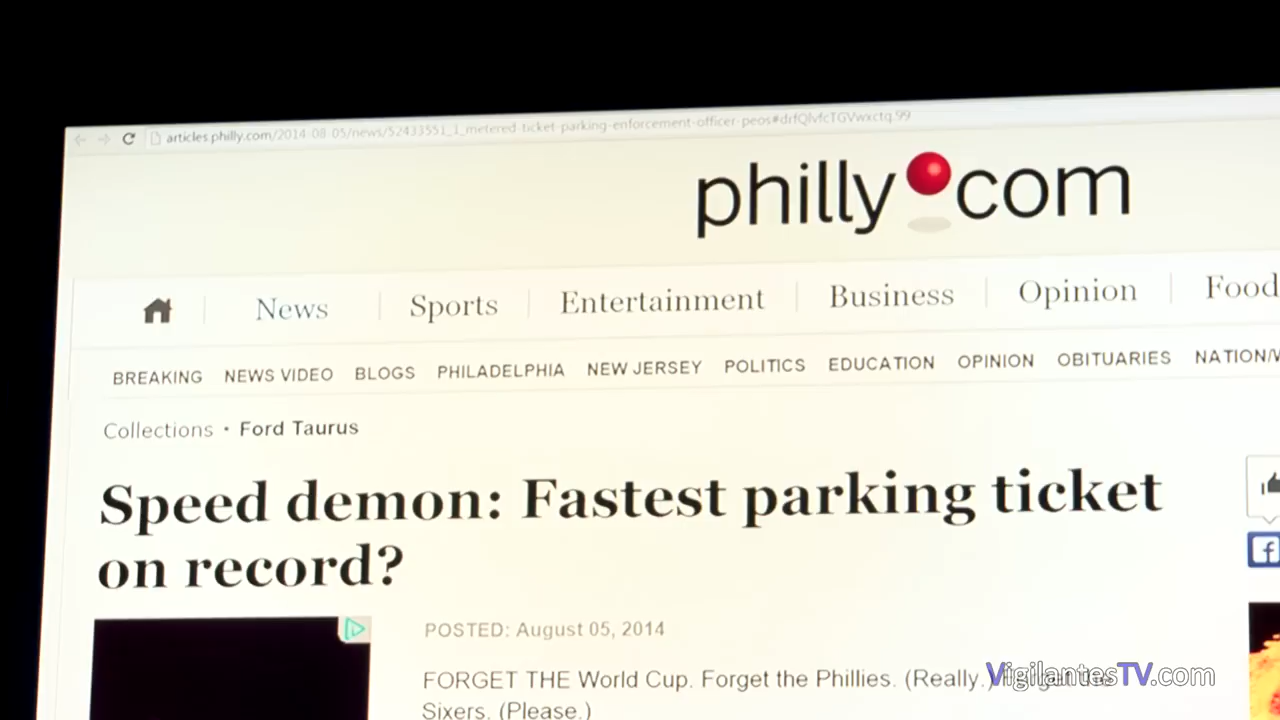 articles.philly.com/2014-08-05/news/52433551_1_metered-ticket-parking-enforcement-officer-peos#drfQlvfcTGVwxctq.99
philly.com
News Sports Entertainment Business Opinion Food
BREAKING NEWS VIDEO BLOGS PHILADELPHIA NEW JERSEY POLITICS EDUCATION OPINION OBITUARIES NATION/
Collections • Ford Taurus
Speed demon: Fastest parking ticket
on record?
POSTED: August 05, 2014
FORGET THE World Cup. Forget the Phillies. (Really.)
Sixers. (Please.)
VigilantesTV.com